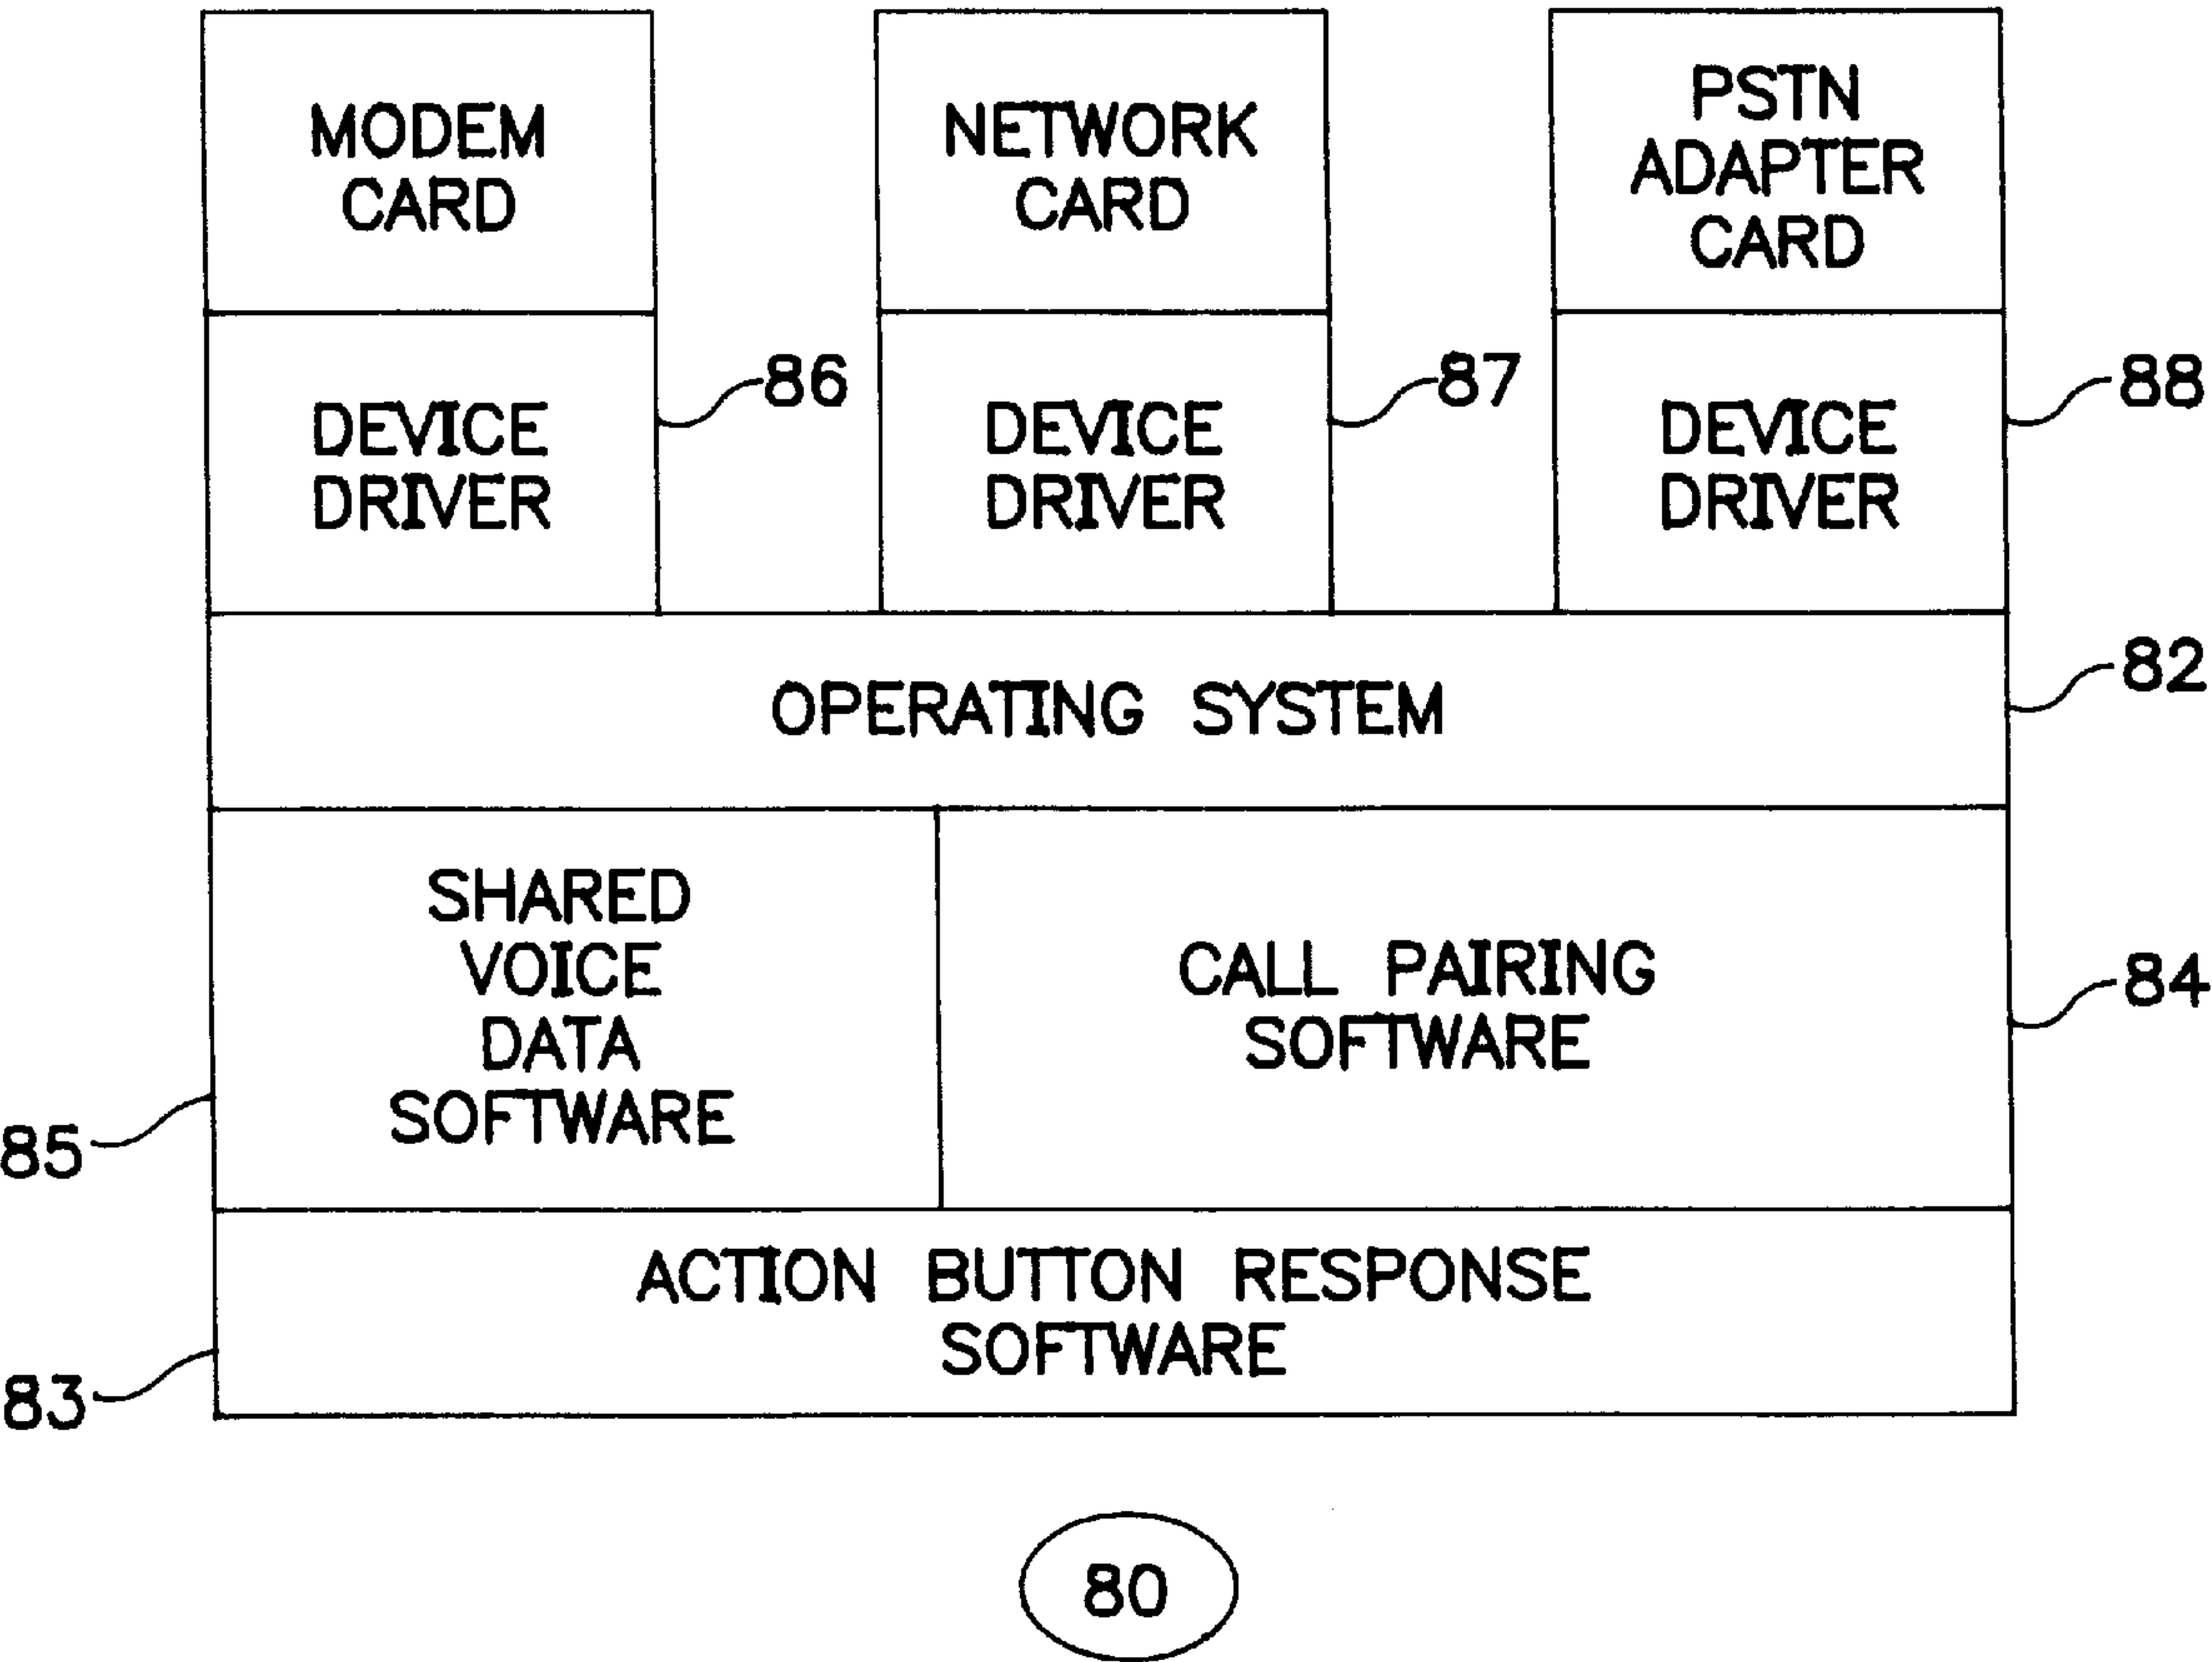 MODEM
CARD
NETWORK
CARD
PSTN
ADAPTER
CARD
DEVICE
DRIVER
86
DEVICE
DRIVER
87
DEVICE
DRIVER
88
OPERATING SYSTEM
82
SHARED
VOICE
DATA
SOFTWARE
85
CALL PAIRING
SOFTWARE
84
ACTION BUTTON RESPONSE
SOFTWARE
83
80